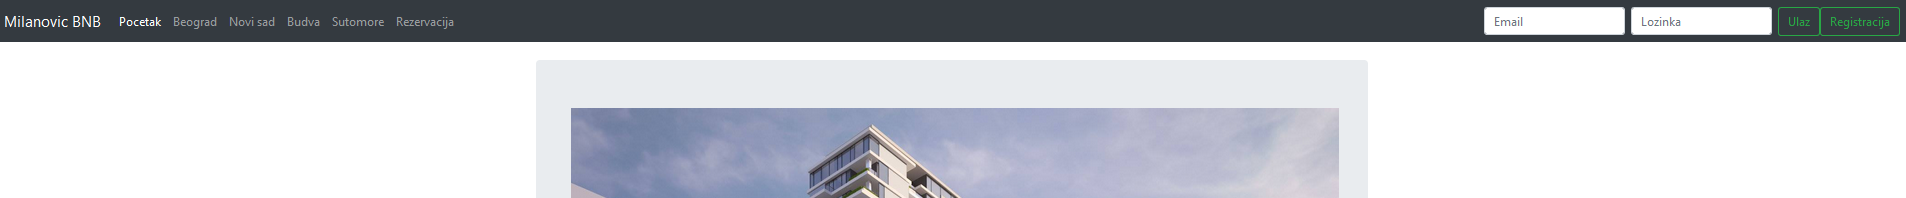 Milanovic BNB Pocetak Beograd Novi sad Budva Sutomore Rezervacija Email Lozinka Ulaz Registracija